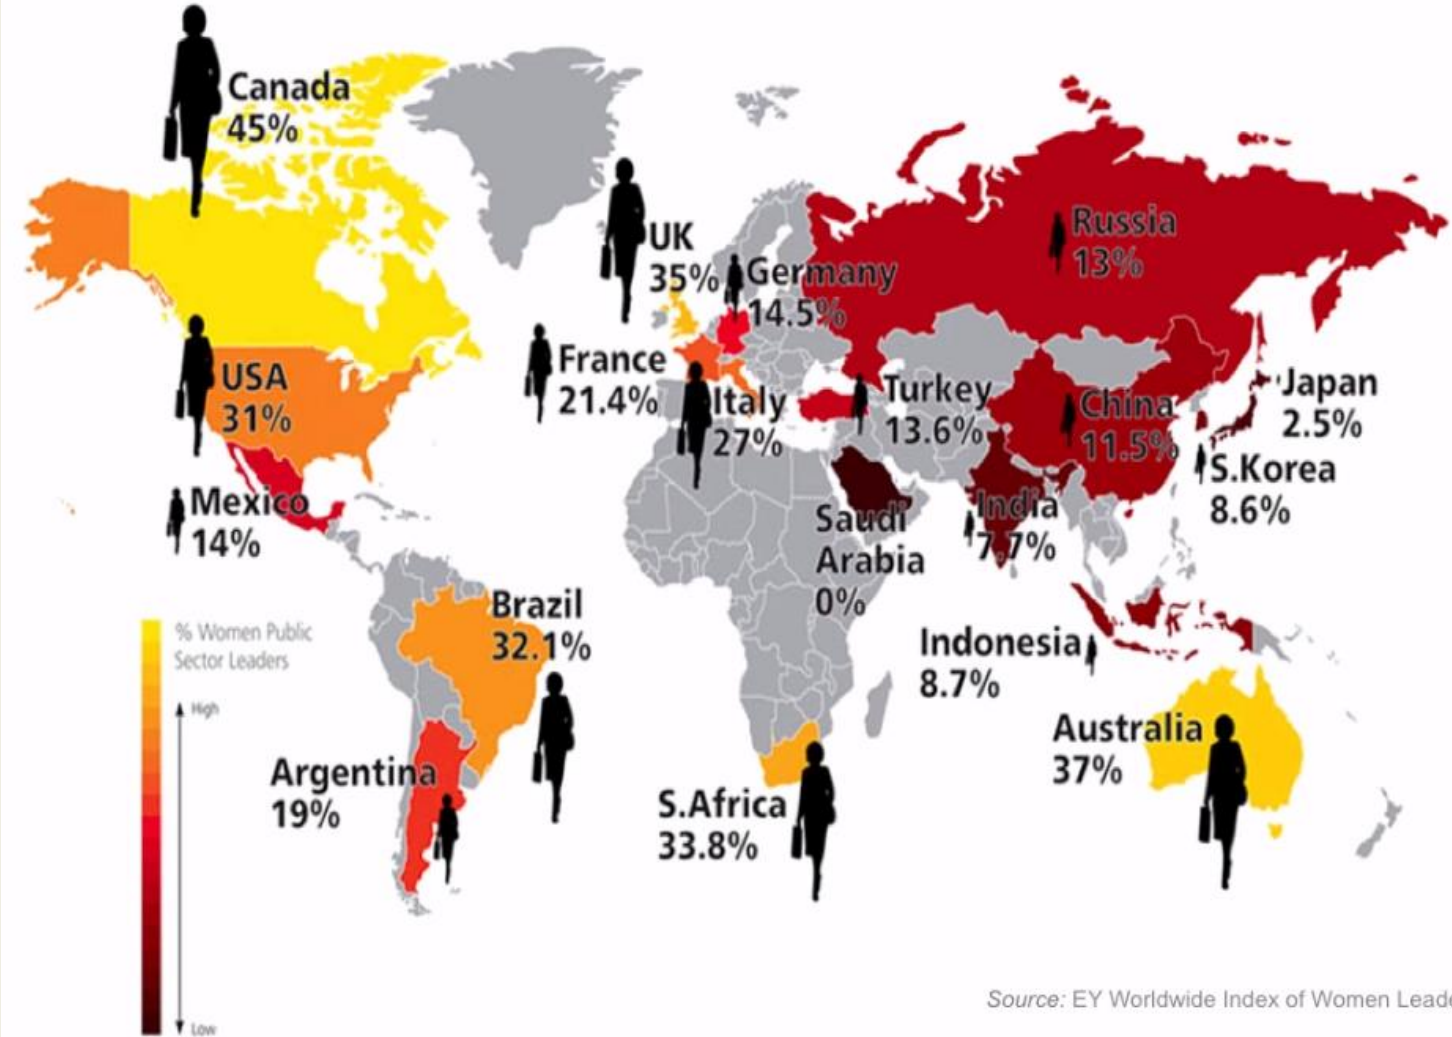 Canada
45%
UK
35%
Germany
14.5%
Russia
13%
France
21.4%
USA
31%
Italy
27%
Turkey
13.6%
China
11.5%
Japan
2.5%
S.Korea
8.6%
Mexico
14%
Saudi
Arabia
0%
India
7.7%
Brazil
32.1%
Indonesia
8.7%
% Women Public
Sector Leaders
High
Low
Argentina
19%
S.Africa
33.8%
Australia
37%
Source: EY Worldwide Index of Women Leade